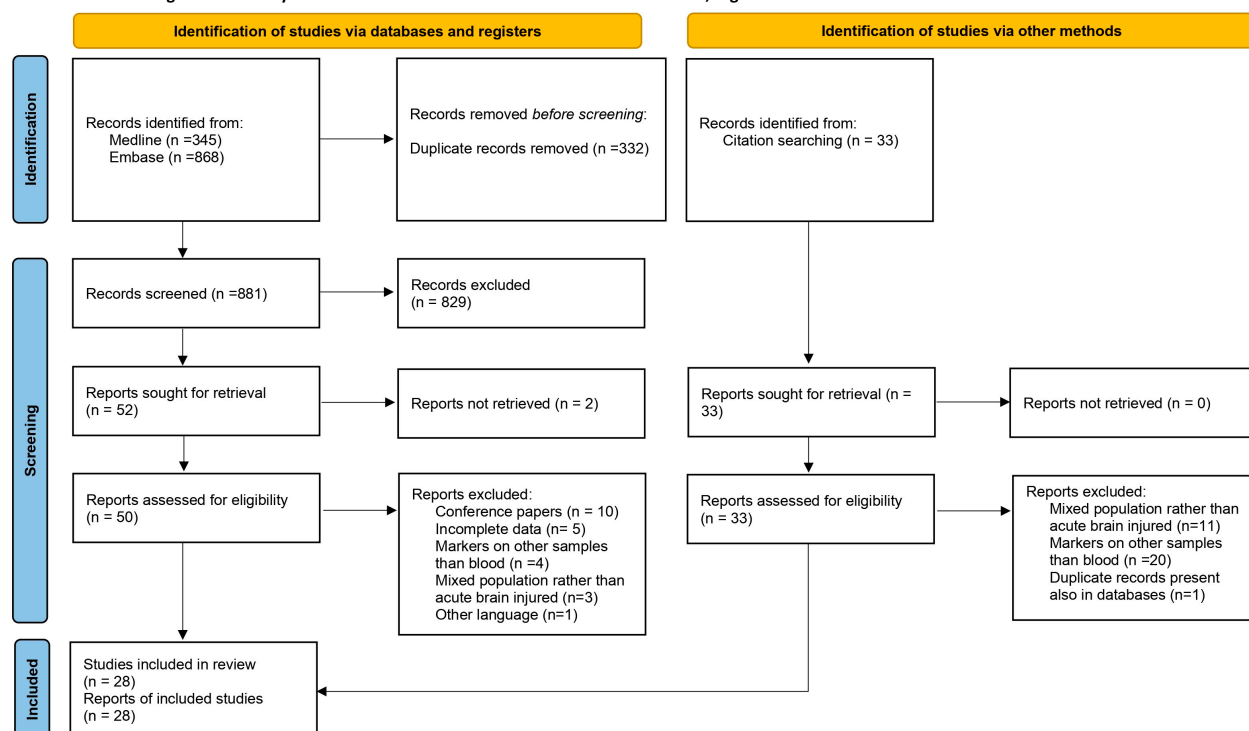 Identification of studies via databases and registers
Identification of studies via other methods
Identification
Records identified from:
Medline (n =345)
Embase (n =868)
Records removed before screening:
Duplicate records removed (n =332)
Records identified from:
Citation searching (n = 33)
Screening
Records screened (n =881)
Records excluded
(n = 829)
Reports sought for retrieval
(n = 52)
Reports not retrieved (n = 2)
Reports sought for retrieval (n =
33)
Reports not retrieved (n = 0)
Reports assessed for eligibility
(n = 50)
Reports excluded:
Conference papers (n = 10)
Incomplete data (n= 5)
Markers on other samples
than blood (n =4)
Mixed population rather than
acute brain injured (n=3)
Other language (n=1)
Reports assessed for eligibility
(n = 33)
Reports excluded:
Mixed population rather than
acute brain injured (n=11)
Markers on other samples
than blood (n =20)
Duplicate records present
also in databases (n=1)
Included
Studies included in review
(n = 28)
Reports of included studies
(n = 28)